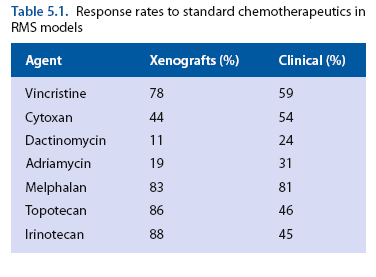 Table 5.1. Response rates to standard chemotherapeutics in
RMS models
Agent Xenografts (%) Clinical (%)
Vincristine 78 59
Cytoxan 44 54
Dactinomycin 11 24
Adriamycin 19 31
Melphalan 83 81
Topotecan 86 46
Irinotecan 88 45